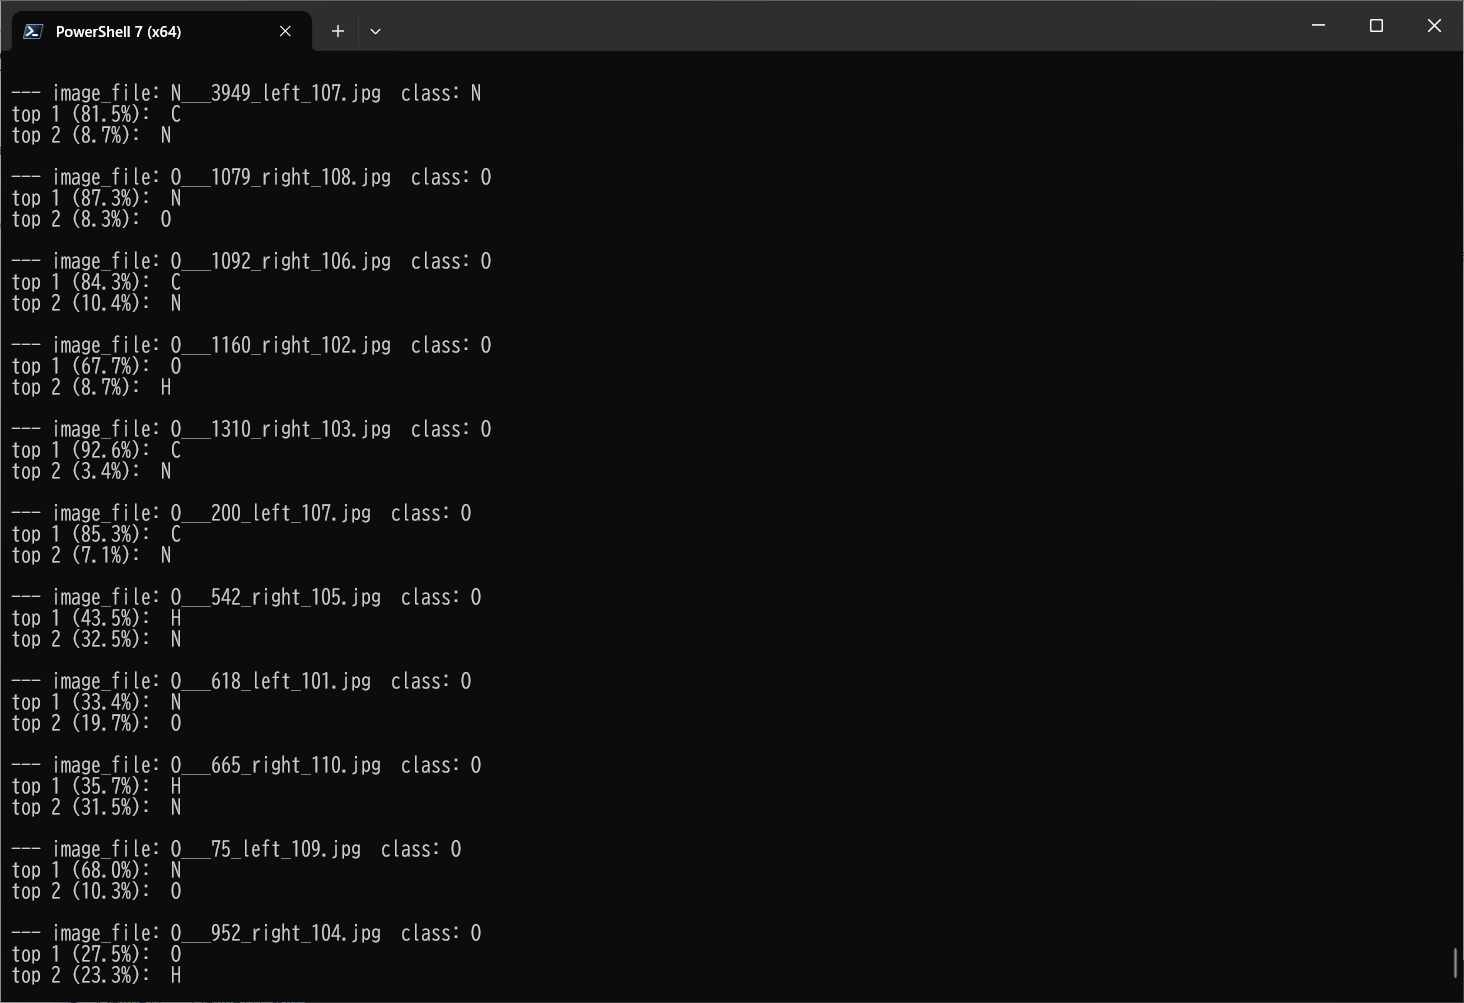 PowerShell 7 (x64)
--- image_file: N___3949_left_107.jpg  class: N
top 1 (81.5%):  C
top 2 (8.7%):  N
--- image_file: O___1079_right_108.jpg  class: O
top 1 (87.3%):  N
top 2 (8.3%):  O
--- image_file: O___1092_right_106.jpg  class: O
top 1 (84.3%):  C
top 2 (10.4%):  N
--- image_file: O___1160_right_102.jpg  class: O
top 1 (67.7%):  O
top 2 (8.7%):  H
--- image_file: O___1310_right_103.jpg  class: O
top 1 (92.6%):  C
top 2 (3.4%):  N
--- image_file: O___200_left_107.jpg  class: O
top 1 (85.3%):  C
top 2 (7.1%):  N
--- image_file: O___542_right_105.jpg  class: O
top 1 (43.5%):  H
top 2 (32.5%):  N
--- image_file: O___618_left_101.jpg  class: O
top 1 (33.4%):  N
top 2 (19.7%):  O
--- image_file: O___665_right_110.jpg  class: O
top 1 (35.7%):  H
top 2 (31.5%):  N
--- image_file: O___75_left_109.jpg  class: O
top 1 (68.0%):  N
top 2 (10.3%):  O
--- image_file: O___952_right_104.jpg  class: O
top 1 (27.5%):  O
top 2 (23.3%):  H